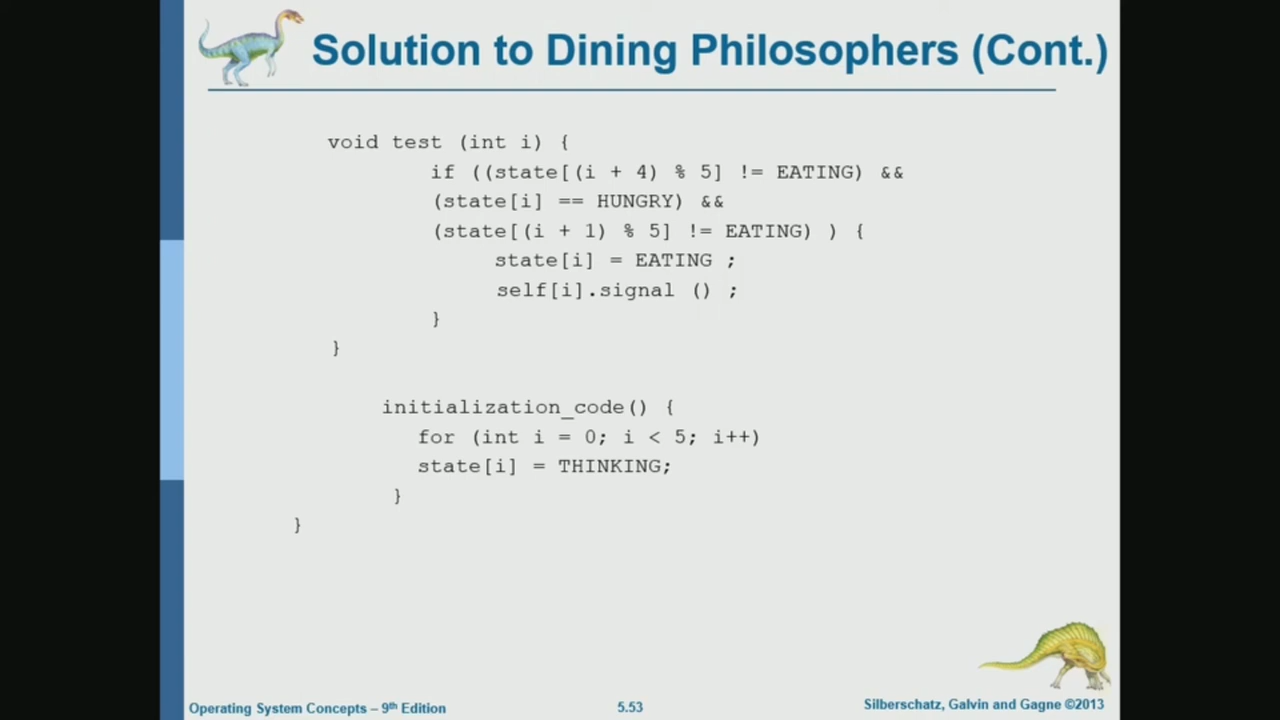 Solution to Dining Philosophers (Cont.)
void test (int i) {
if ((state[(i + 4) % 5] != EATING) &&
(state[i] == HUNGRY) &&
(state[(i + 1) % 5] != EATING) ) {
state[i] = EATING ;
self[i].signal () ;
}
}
initialization_code() {
for (int i = 0; i < 5; i++)
state[i] = THINKING;
}
}
Operating System Concepts – 9th Edition
5.53
Silberschatz, Galvin and Gagne ©2013